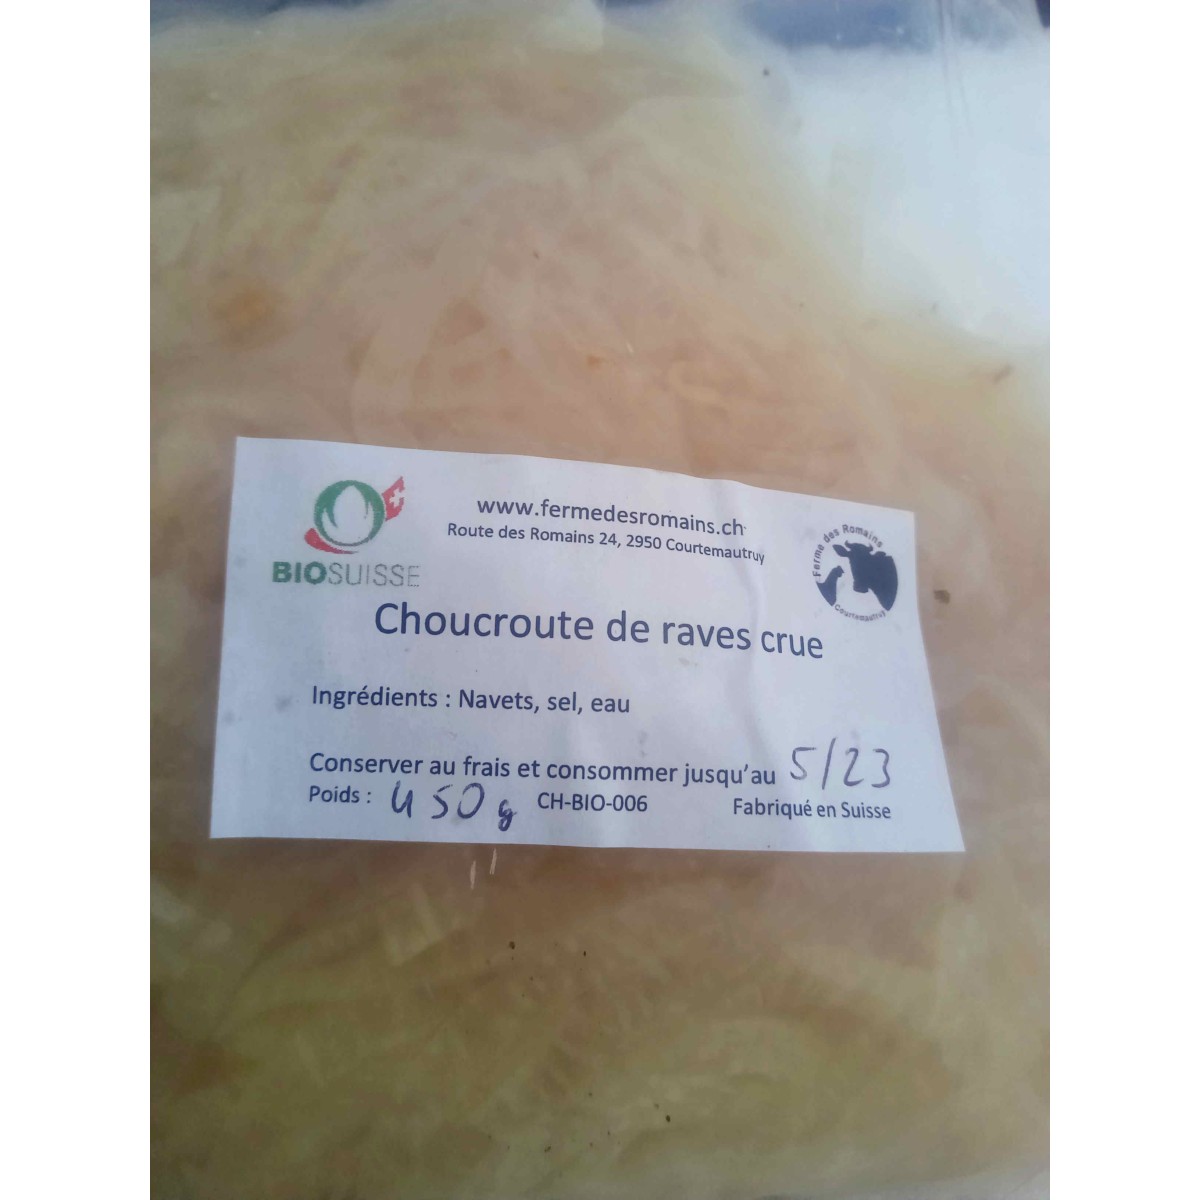 BIOSUISSE
www.fermedesromains.ch
Route des Romains 24, 2950 Courtemautruy
Ferme des Romains
Courtemautruy
Choucroute de raves crue
Ingrédients : Navets, sel, eau
Conserver au frais et consommer jusqu'au 5/23
Poids : 450g CH-BIO-006 Fabriqué en Suisse